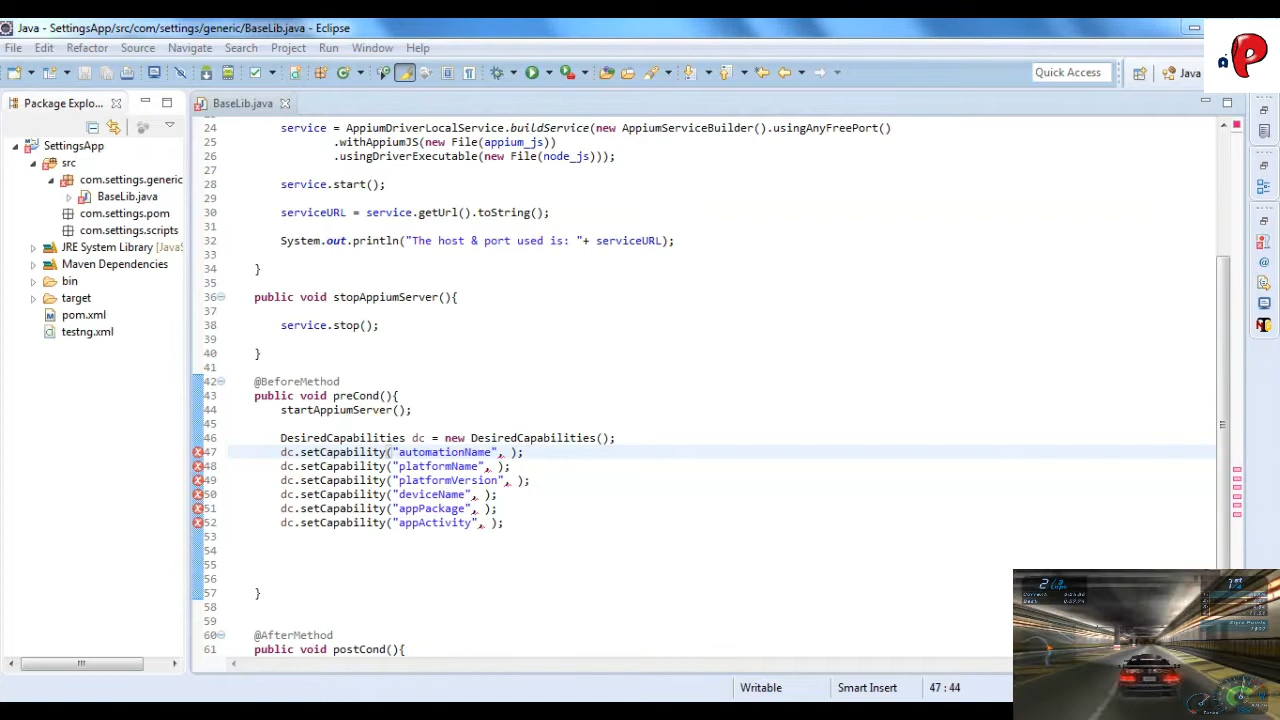 Java - SettingsApp/src/com/settings/generic/BaseLib.java - Eclipse
File Edit Refactor Source Navigate Search Project Run Window Help
Quick Access
Java
Package Explo...
BaseLib.java
SettingsApp
src
com.settings.generic
BaseLib.java
com.settings.pom
com.settings.scripts
JRE System Library [JavaS
Maven Dependencies
bin
target
pom.xml
testng.xml
24 service = AppiumDriverLocalService.buildService(new AppiumServiceBuilder().usingAnyFreePort()
25 .withAppiumJS(new File(appium_js))
26 .usingDriverExecutable(new File(node_js)));
27
28 service.start();
29
30 serviceURL = service.getUrl().toString();
31
32 System.out.println("The host & port used is: "+ serviceURL);
33
34 }
35
36 public void stopAppiumServer(){
37
38 service.stop();
39
40 }
41
42 @BeforeMethod
43 public void preCond(){
44 startAppiumServer();
45
46 DesiredCapabilities dc = new DesiredCapabilities();
47 dc.setCapability("automationName", );
48 dc.setCapability("platformName", );
49 dc.setCapability("platformVersion", );
50 dc.setCapability("deviceName", );
51 dc.setCapability("appPackage", );
52 dc.setCapability("appActivity", );
53
54
55
56
57 }
58
59
60 @AfterMethod
61 public void postCond(){
Writable Smart Insert 47 : 44